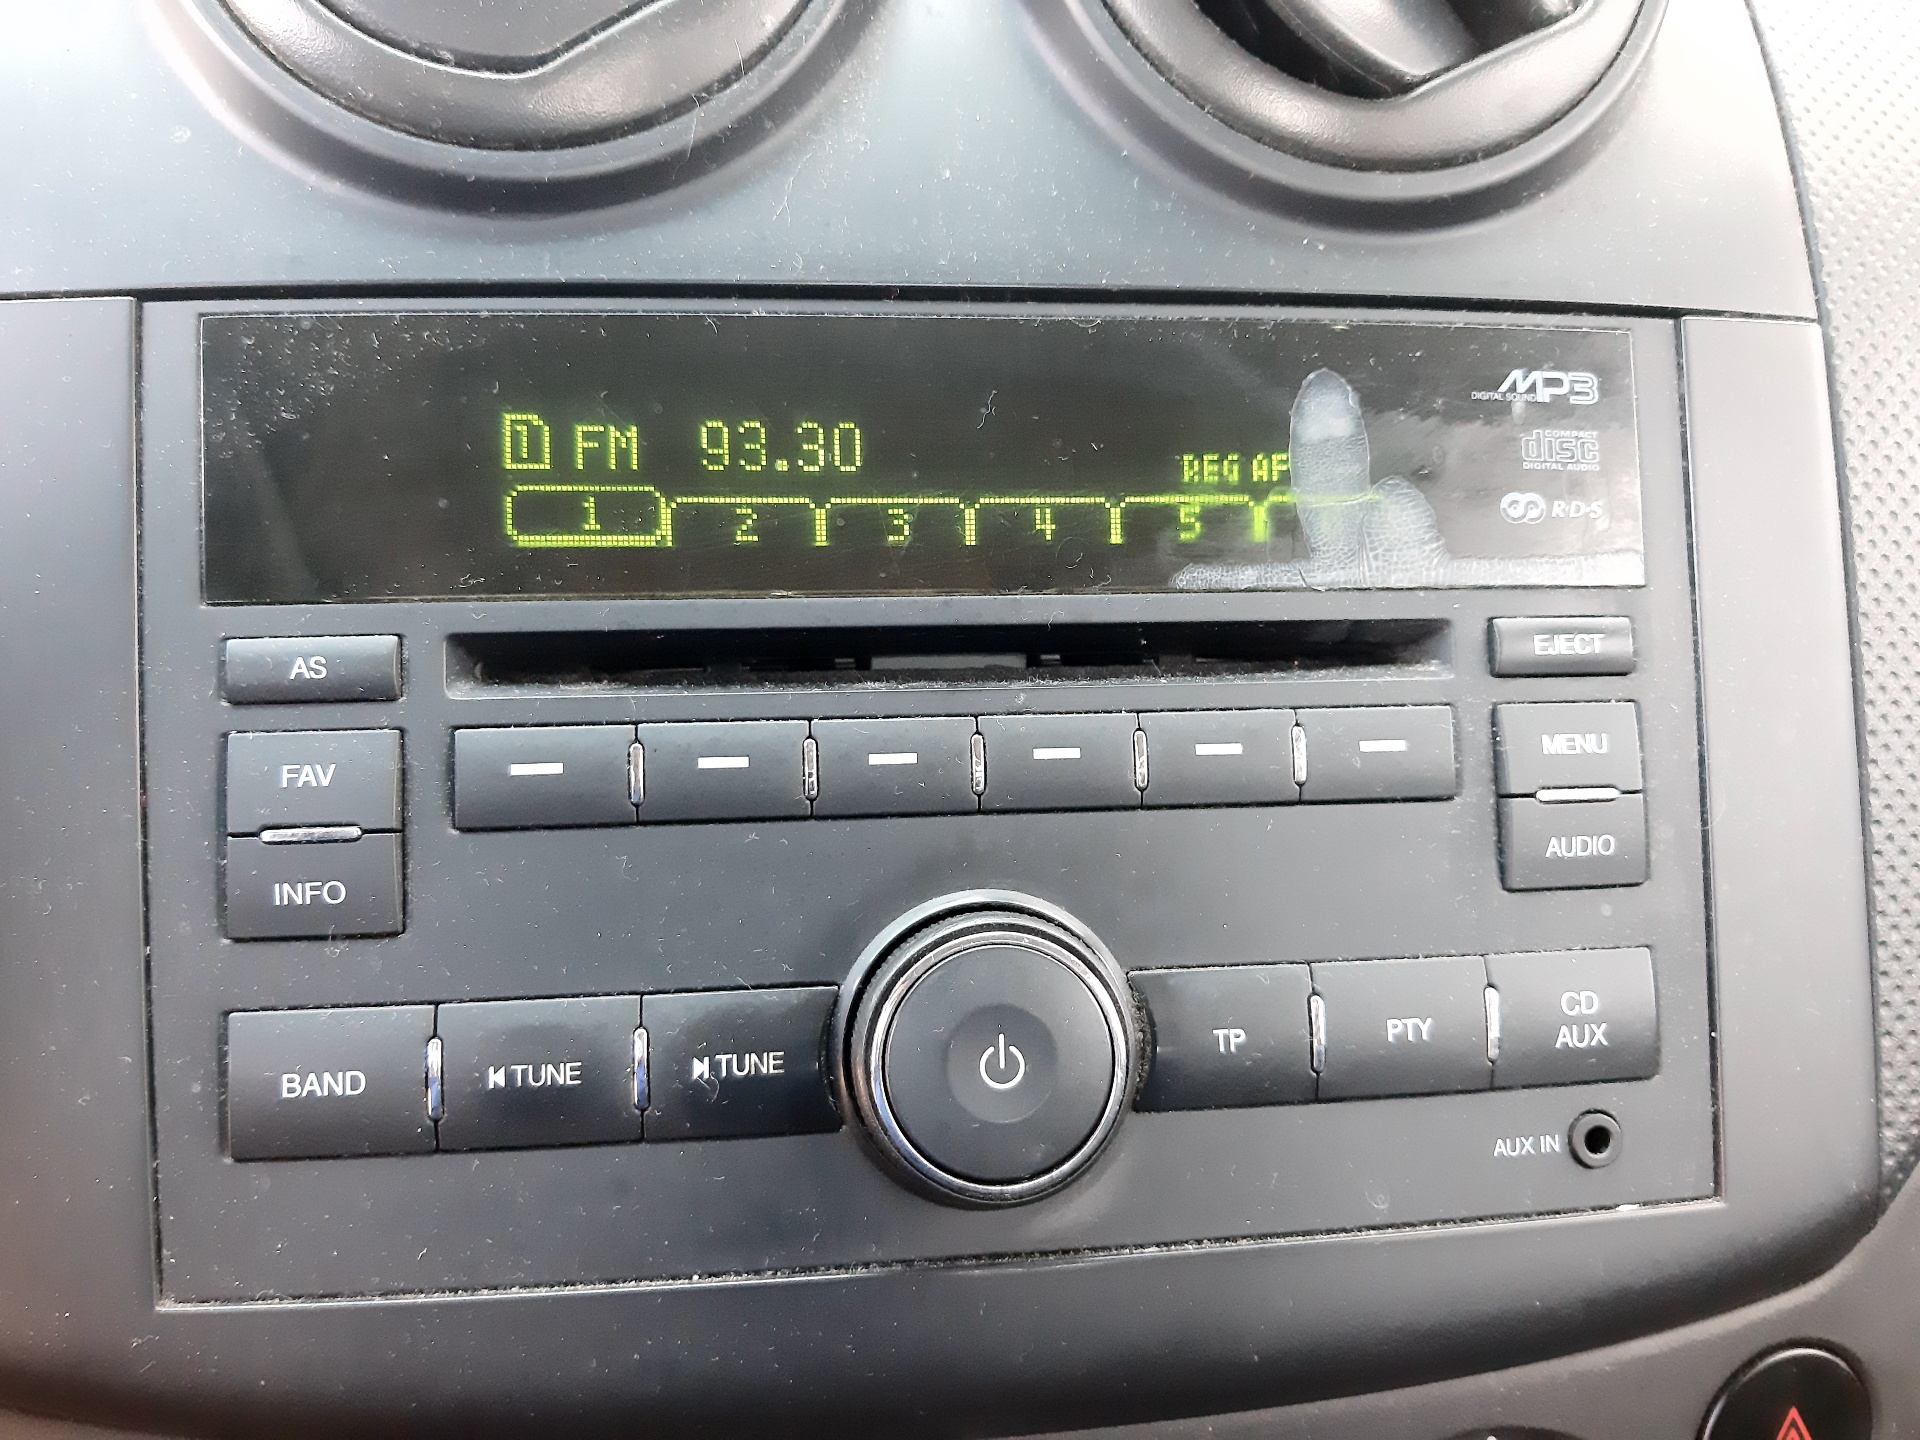 MP3
DIGITAL SOUND
1 FM 93.30
COMPACT
disc
DIGITAL AUDIO
REG AF
1 2 3 4 5
R·D·S
AS
EJECT
FAV
MENU
INFO
AUDIO
BAND
TUNE
TUNE
TP
PTY
CD
AUX
AUX IN